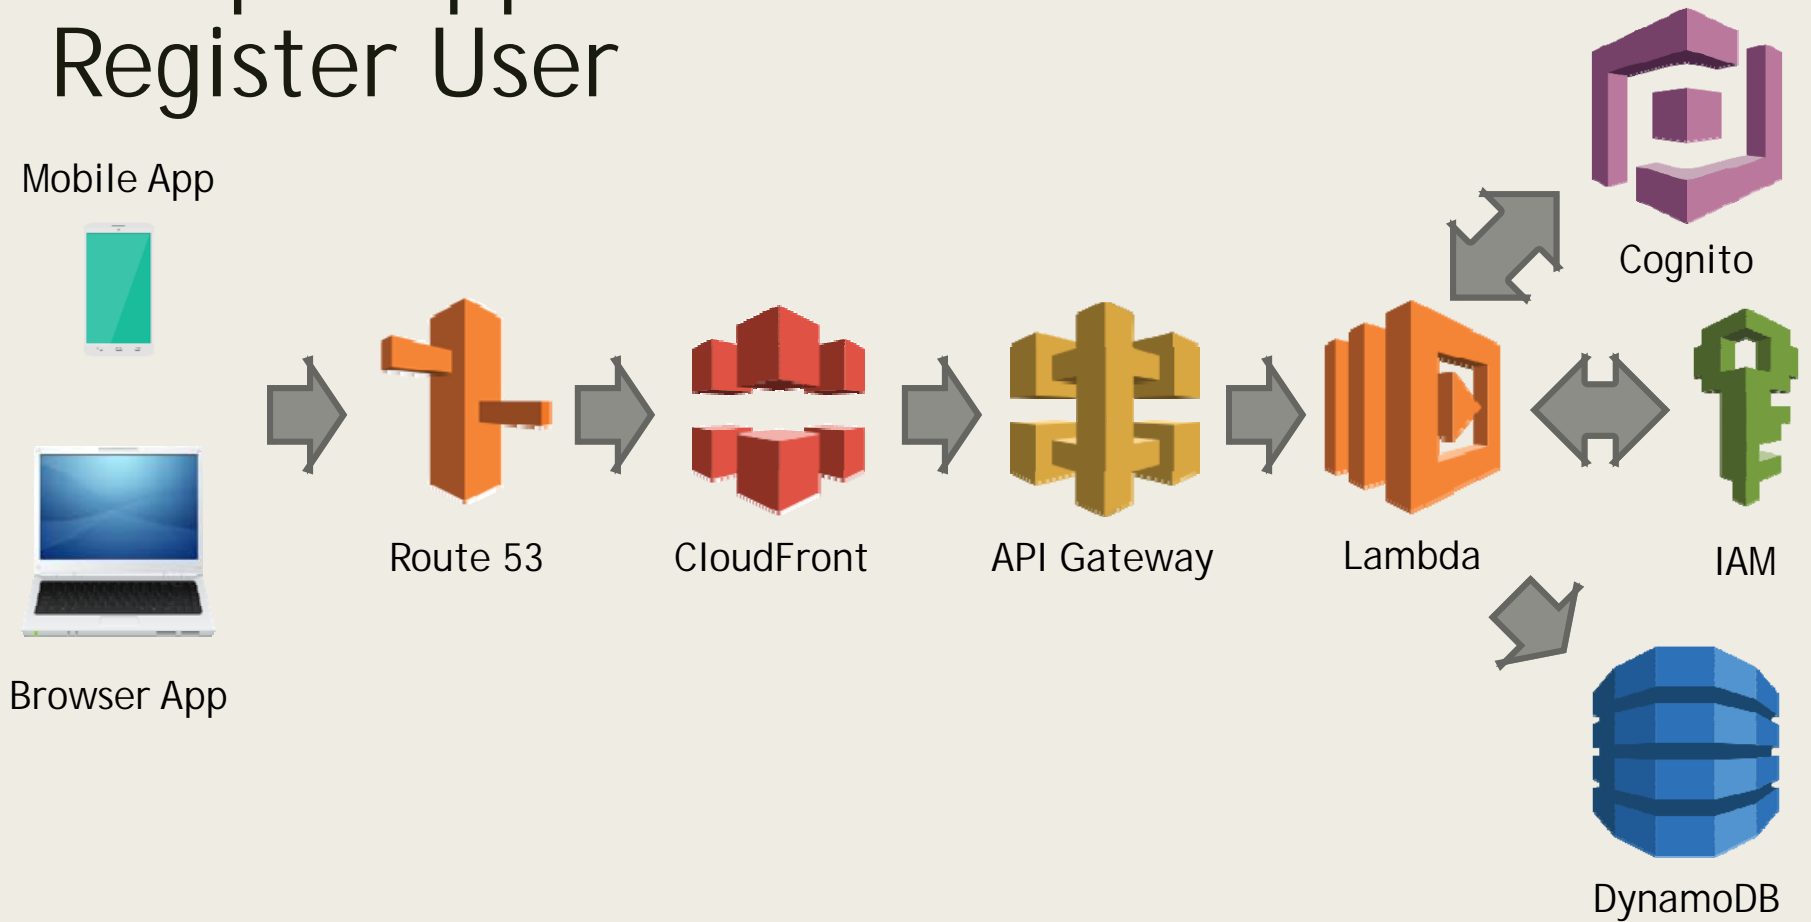 Register User
Mobile App
Cognito
Route 53
CloudFront
API Gateway
Lambda
IAM
Browser App
DynamoDB